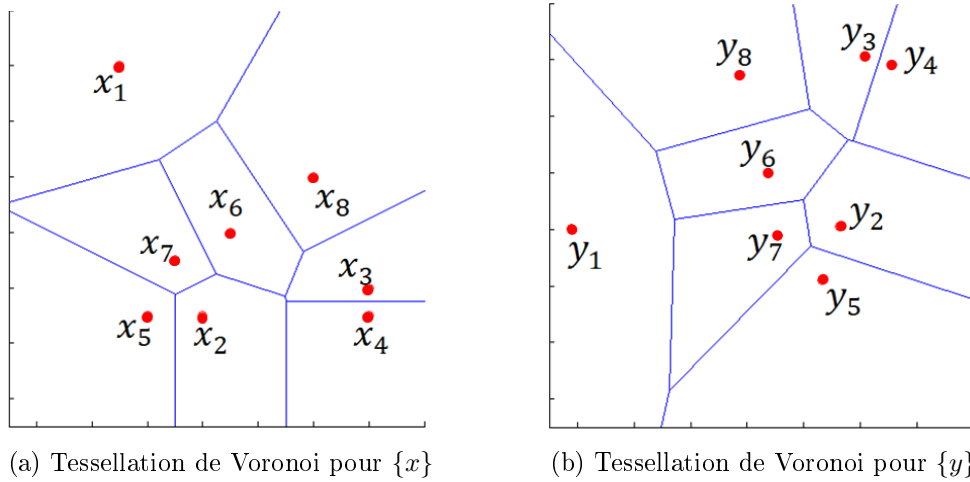 x₁
x₆
x₈
x₇
x₃
x₅
x₂
x₄
(a) Tessellation de Voronoi pour {x}
y₃
y₈
y₄
y₆
y₂
y₁
y₇
y₅
(b) Tessellation de Voronoi pour {y}